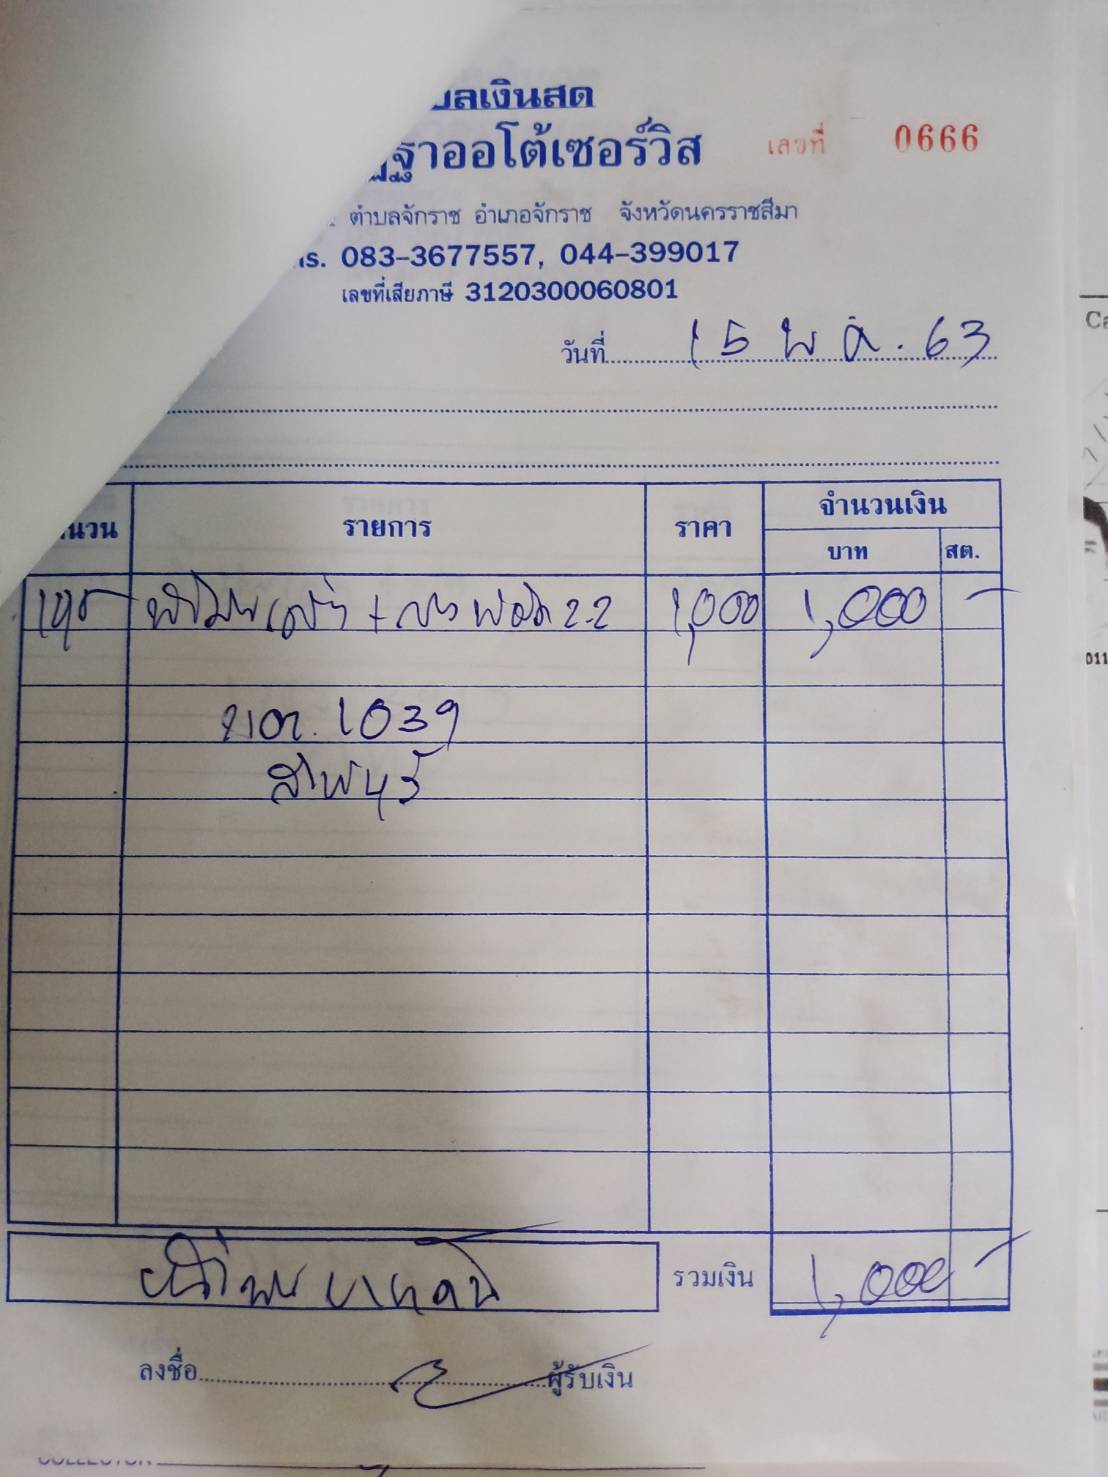 บิลเงินสด
ฐาออโต้เซอร์วิส เลขที่ 0666
ตำบลจักราช อำเภอจักราช จังหวัดนครราชสีมา
083-3677557, 044-399017
เลขที่เสียภาษี 3120300060801
วันที่ 15 พ.ค. 63
จำนวนเงิน
นวน รายการ ราคา บาท สต.
2.2 1,000 1,000 -
1039
รวมเงิน 1,000 -
ลงชื่อ ผู้รับเงิน
COLLECTOR